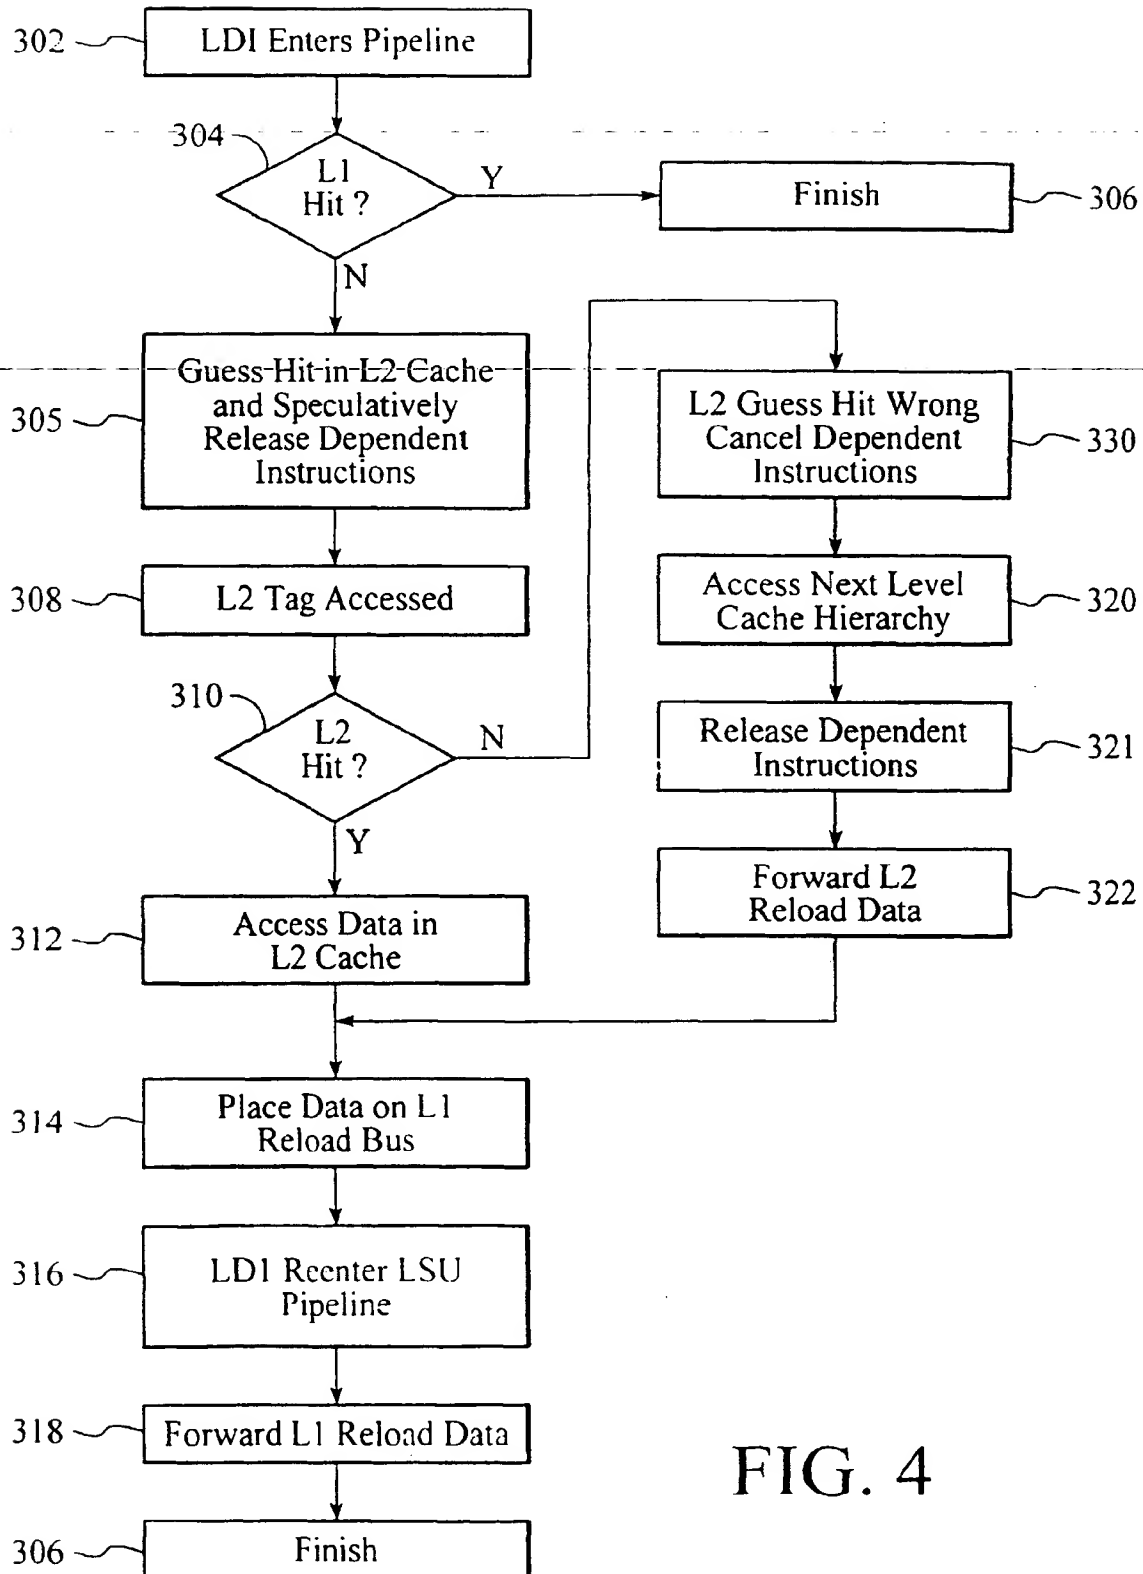 302
LDI Enters Pipeline
304
L1
Hit ?
Y
Finish
306
N
305
Guess Hit in L2 Cache
and Speculatively
Release Dependent
Instructions
L2 Guess Hit Wrong
Cancel Dependent
Instructions
330
308
L2 Tag Accessed
Access Next Level
Cache Hierarchy
320
310
L2
Hit ?
N
Y
Release Dependent
Instructions
321
Forward L2
Reload Data
322
312
Access Data in
L2 Cache
314
Place Data on L1
Reload Bus
316
LD1 Reenter LSU
Pipeline
318
Forward L1 Reload Data
306
Finish
FIG. 4